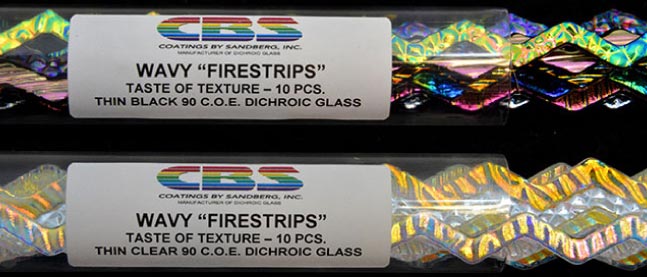 CBS
COATINGS BY SANDBERG, INC.
MANUFACTURER OF DICHROIC GLASS
WAVY “FIRESTRIPS”
TASTE OF TEXTURE – 10 PCS.
THIN BLACK 90 C.O.E. DICHROIC GLASS
CBS
COATINGS BY SANDBERG, INC.
MANUFACTURER OF DICHROIC GLASS
WAVY “FIRESTRIPS”
TASTE OF TEXTURE – 10 PCS.
THIN CLEAR 90 C.O.E. DICHROIC GLASS